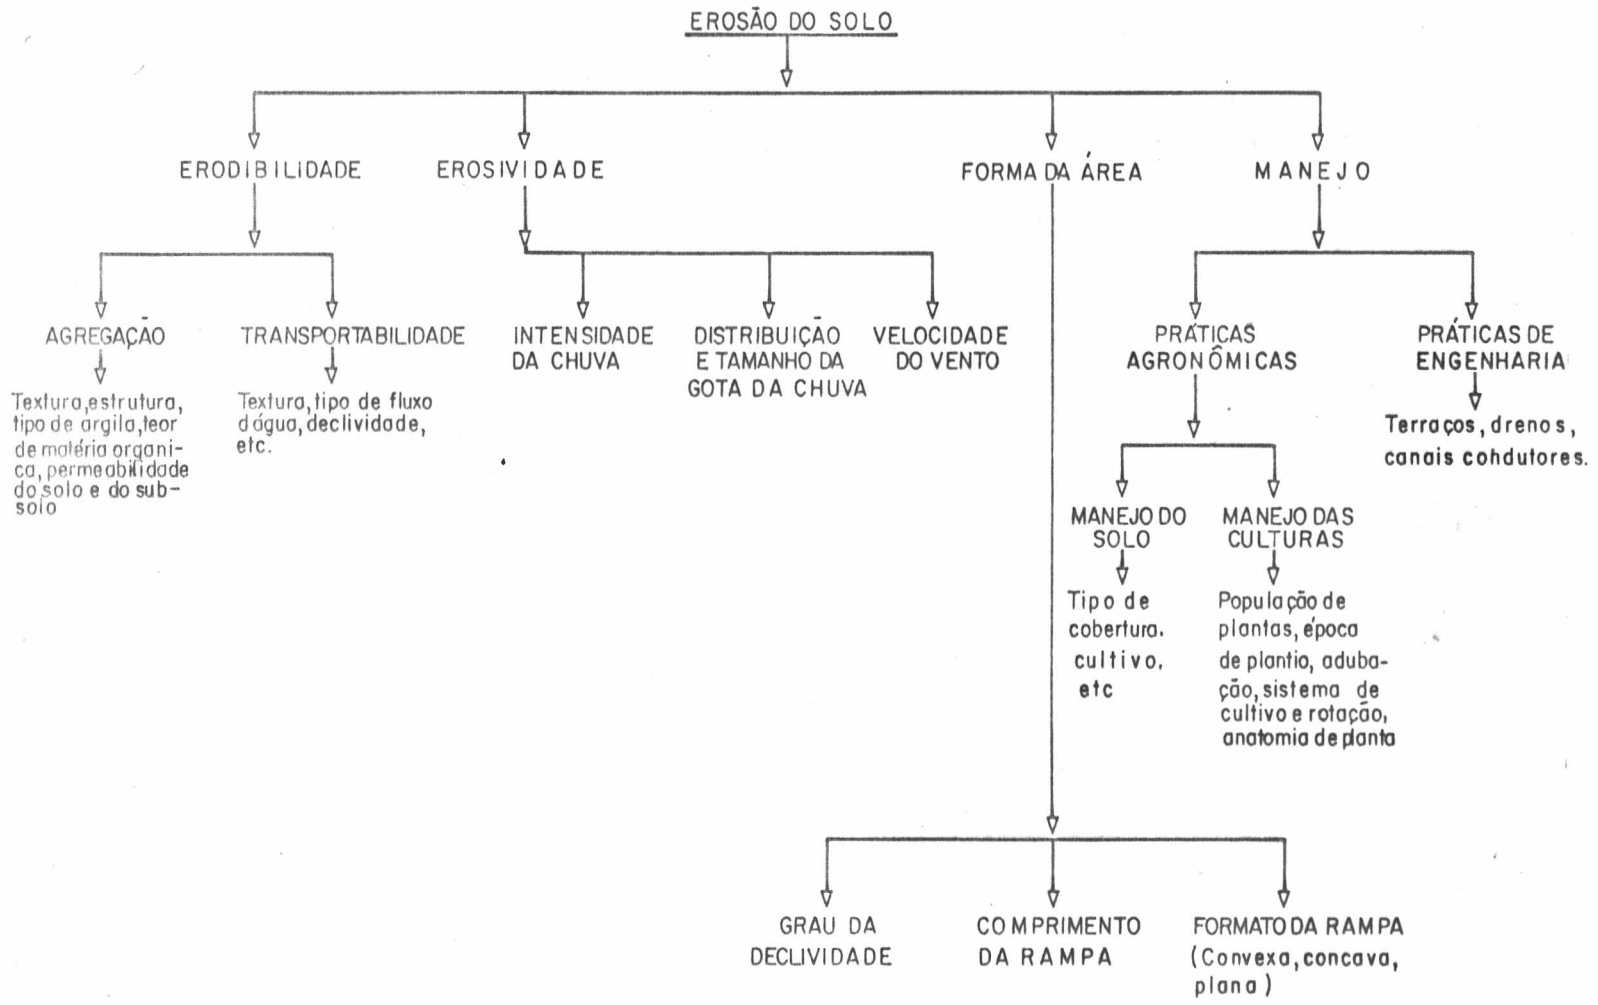 EROSÃO DO SOLO
ERODIBILIDADE
EROSIVIDADE
FORMA DA ÁREA
MANEJO
AGREGAÇÃO
Textura, estrutura,
tipo de argila, teor
de matéria organi-
ca, permeabilidade
do solo e do sub-
solo
TRANSPORTABILIDADE
Textura, tipo de fluxo
dágua, declividade,
etc.
INTENSIDADE
DA CHUVA
DISTRIBUIÇÃO
E TAMANHO DA
GOTA DA CHUVA
VELOCIDADE
DO VENTO
PRÁTICAS
AGRONÔMICAS
PRÁTICAS DE
ENGENHARIA
Terraços, drenos,
canais cohdutores.
MANEJO DO
SOLO
Tipo de
cobertura.
cultivo.
etc
MANEJO DAS
CULTURAS
População de
plantas, época
de plantio, aduba-
ção, sistema de
cultivo e rotação,
anatomia de planta
GRAU DA
DECLIVIDADE
COMPRIMENTO
DA RAMPA
FORMATO DA RAMPA
(Convexa, concava,
plana)